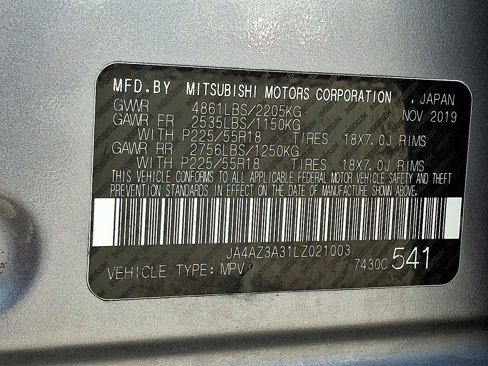 MFD.BY MITSUBISHI MOTORS CORPORATION , JAPAN
GVWR 4861LBS/2205KG NOV 2019
GAWR FR 2535LBS/1150KG
WITH P225/55R18 TIRES 18X7.0J RIMS
GAWR RR 2756LBS/1250KG
WITH P225/55R18 TIRES 18X7.0J RIMS
THIS VEHICLE CONFORMS TO ALL APPLICABLE FEDERAL MOTOR VEHICLE SAFETY AND THEFT
PREVENTION STANDARDS IN EFFECT ON THE DATE OF MANUFACTURE SHOWN ABOVE.
JA4AZ3A31LZ021003
VEHICLE TYPE: MPV 7430C 541